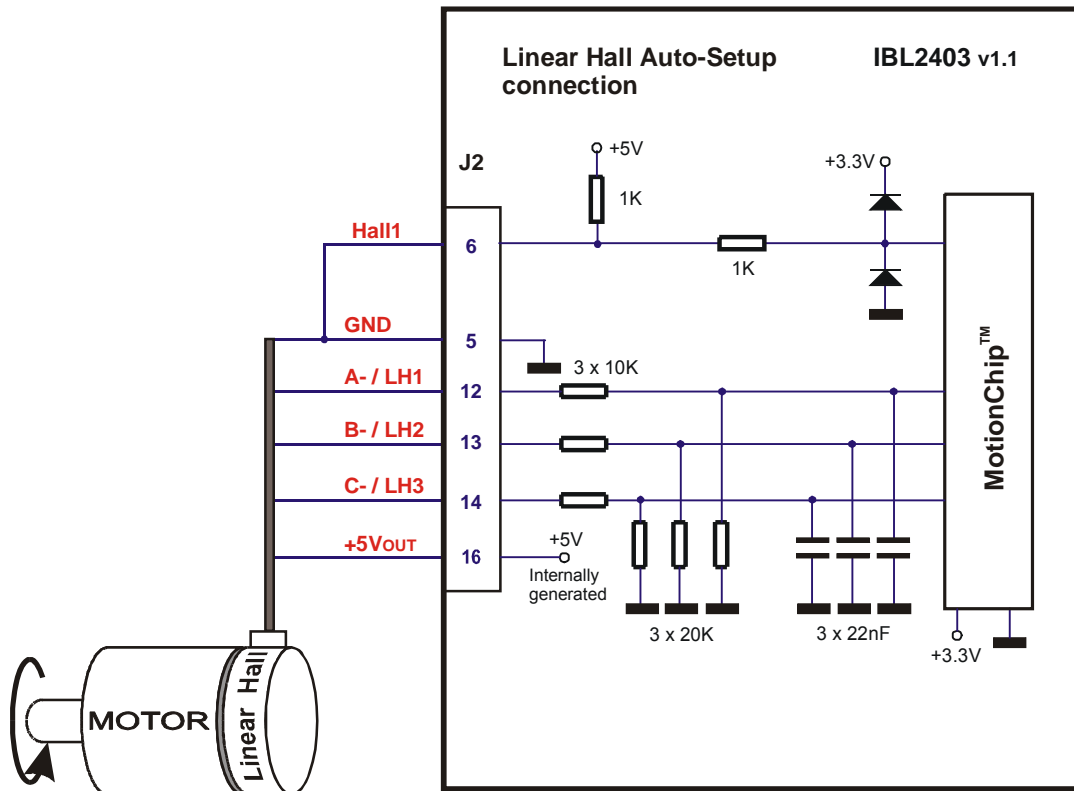 Linear Hall Auto-Setup
connection
IBL2403 v1.1
J2
+5V
1K
+3.3V
Hall1
6
1K
GND
5
3 x 10K
A- / LH1
12
B- / LH2
13
C- / LH3
14
+5VOUT
16
+5V
Internally
generated
3 x 20K
3 x 22nF
+3.3V
MotionChip™
MOTOR
Linear Hall